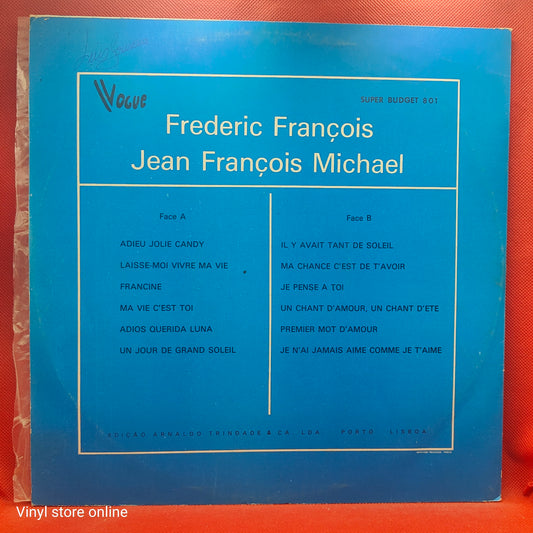 Vogue
SUPER BUDGET 801
Frederic François
Jean François Michael
Face A
ADIEU JOLIE CANDY
LAISSE-MOI VIVRE MA VIE
FRANCINE
MA VIE C'EST TOI
ADIOS QUERIDA LUNA
UN JOUR DE GRAND SOLEIL
Face B
IL Y AVAIT TANT DE SOLEIL
MA CHANCE C'EST DE T'AVOIR
JE PENSE A TOI
UN CHANT D'AMOUR, UN CHANT D'ETE
PREMIER MOT D'AMOUR
JE N'AI JAMAIS AIME COMME JE T'AIME
EDIÇÃO ARNALDO TRINDADE & CA. LDA. PORTO LISBOA
Vinyl store online